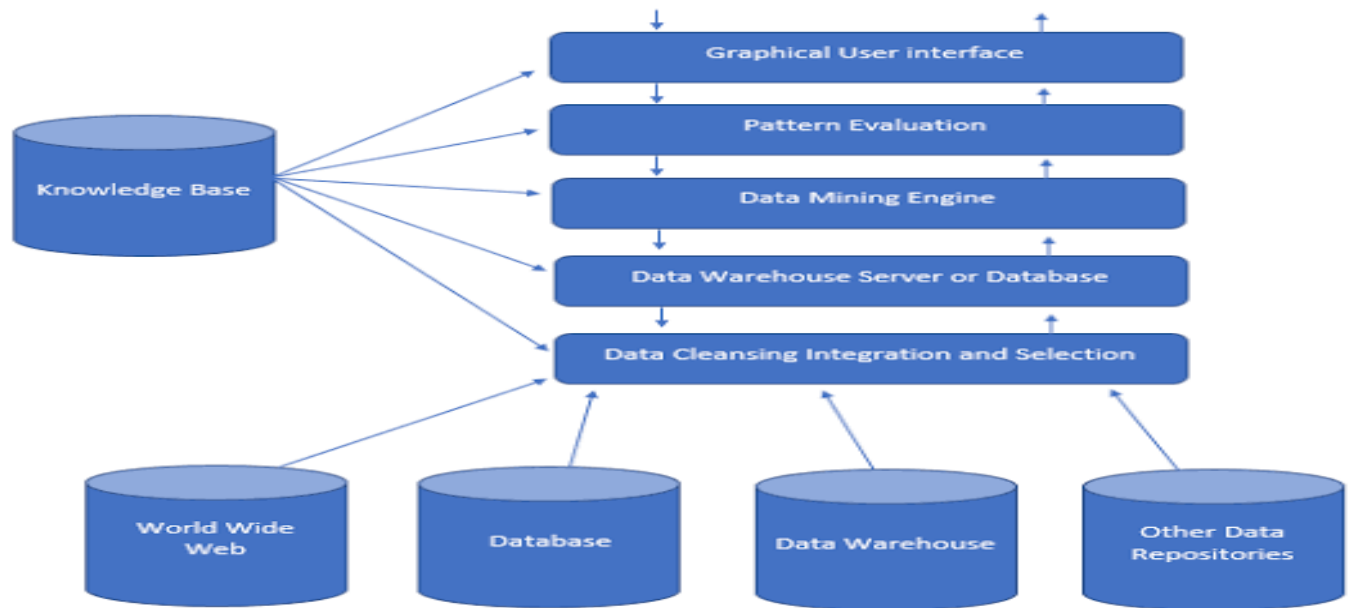 Graphical User interface
Pattern Evaluation
Knowledge Base
Data Mining Engine
Data Warehouse Server or Database
Data Cleansing Integration and Selection
World Wide
Web
Database
Data Warehouse
Other Data
Repositories